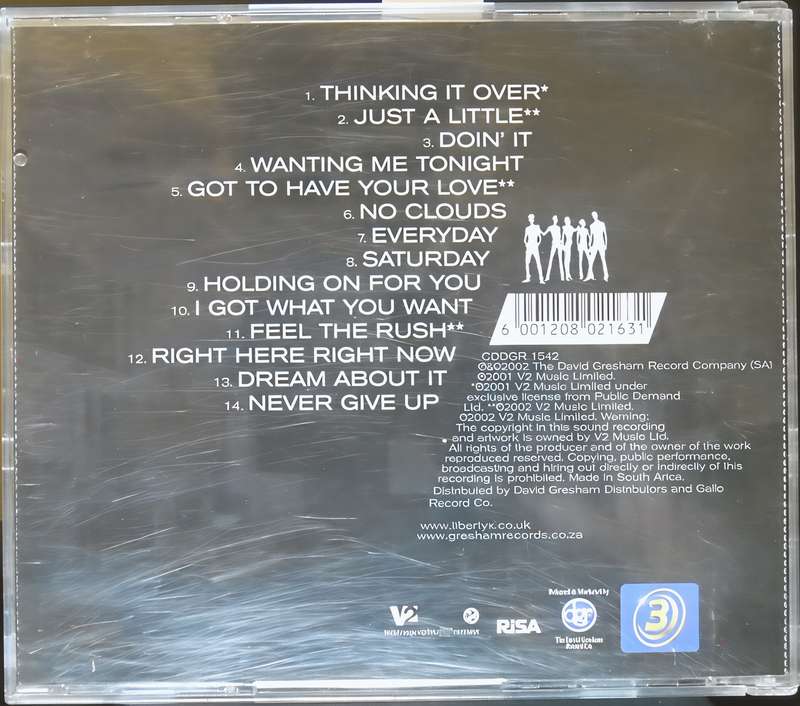 1. THINKING IT OVER*
2. JUST A LITTLE**
3. DOIN' IT
4. WANTING ME TONIGHT
5. GOT TO HAVE YOUR LOVE**
6. NO CLOUDS
7. EVERYDAY
8. SATURDAY
9. HOLDING ON FOR YOU
10. I GOT WHAT YOU WANT
11. FEEL THE RUSH**
12. RIGHT HERE RIGHT NOW
13. DREAM ABOUT IT
14. NEVER GIVE UP
6 001208 021631
CDDGR 1542
℗&©2002 The David Gresham Record Company (SA)
℗2001 V2 Music Limited.
*©2001 V2 Music Limited under
exclusive license from Public Demand
Ltd. **©2002 V2 Music Limited.
©2002 V2 Music Limited. Warning:
The copyright in this sound recording
and artwork is owned by V2 Music Ltd.
All rights of the producer and of the owner of the work
reproduced reserved. Copying, public performance,
broadcasting and hiring out directly or indirectly of this
recording is prohibited. Made in South Africa.
Distributed by David Gresham Distributors and Gallo
Record Co.
www.libertyx.co.uk
www.greshamrecords.co.za
V2
RiSA
dgr
3